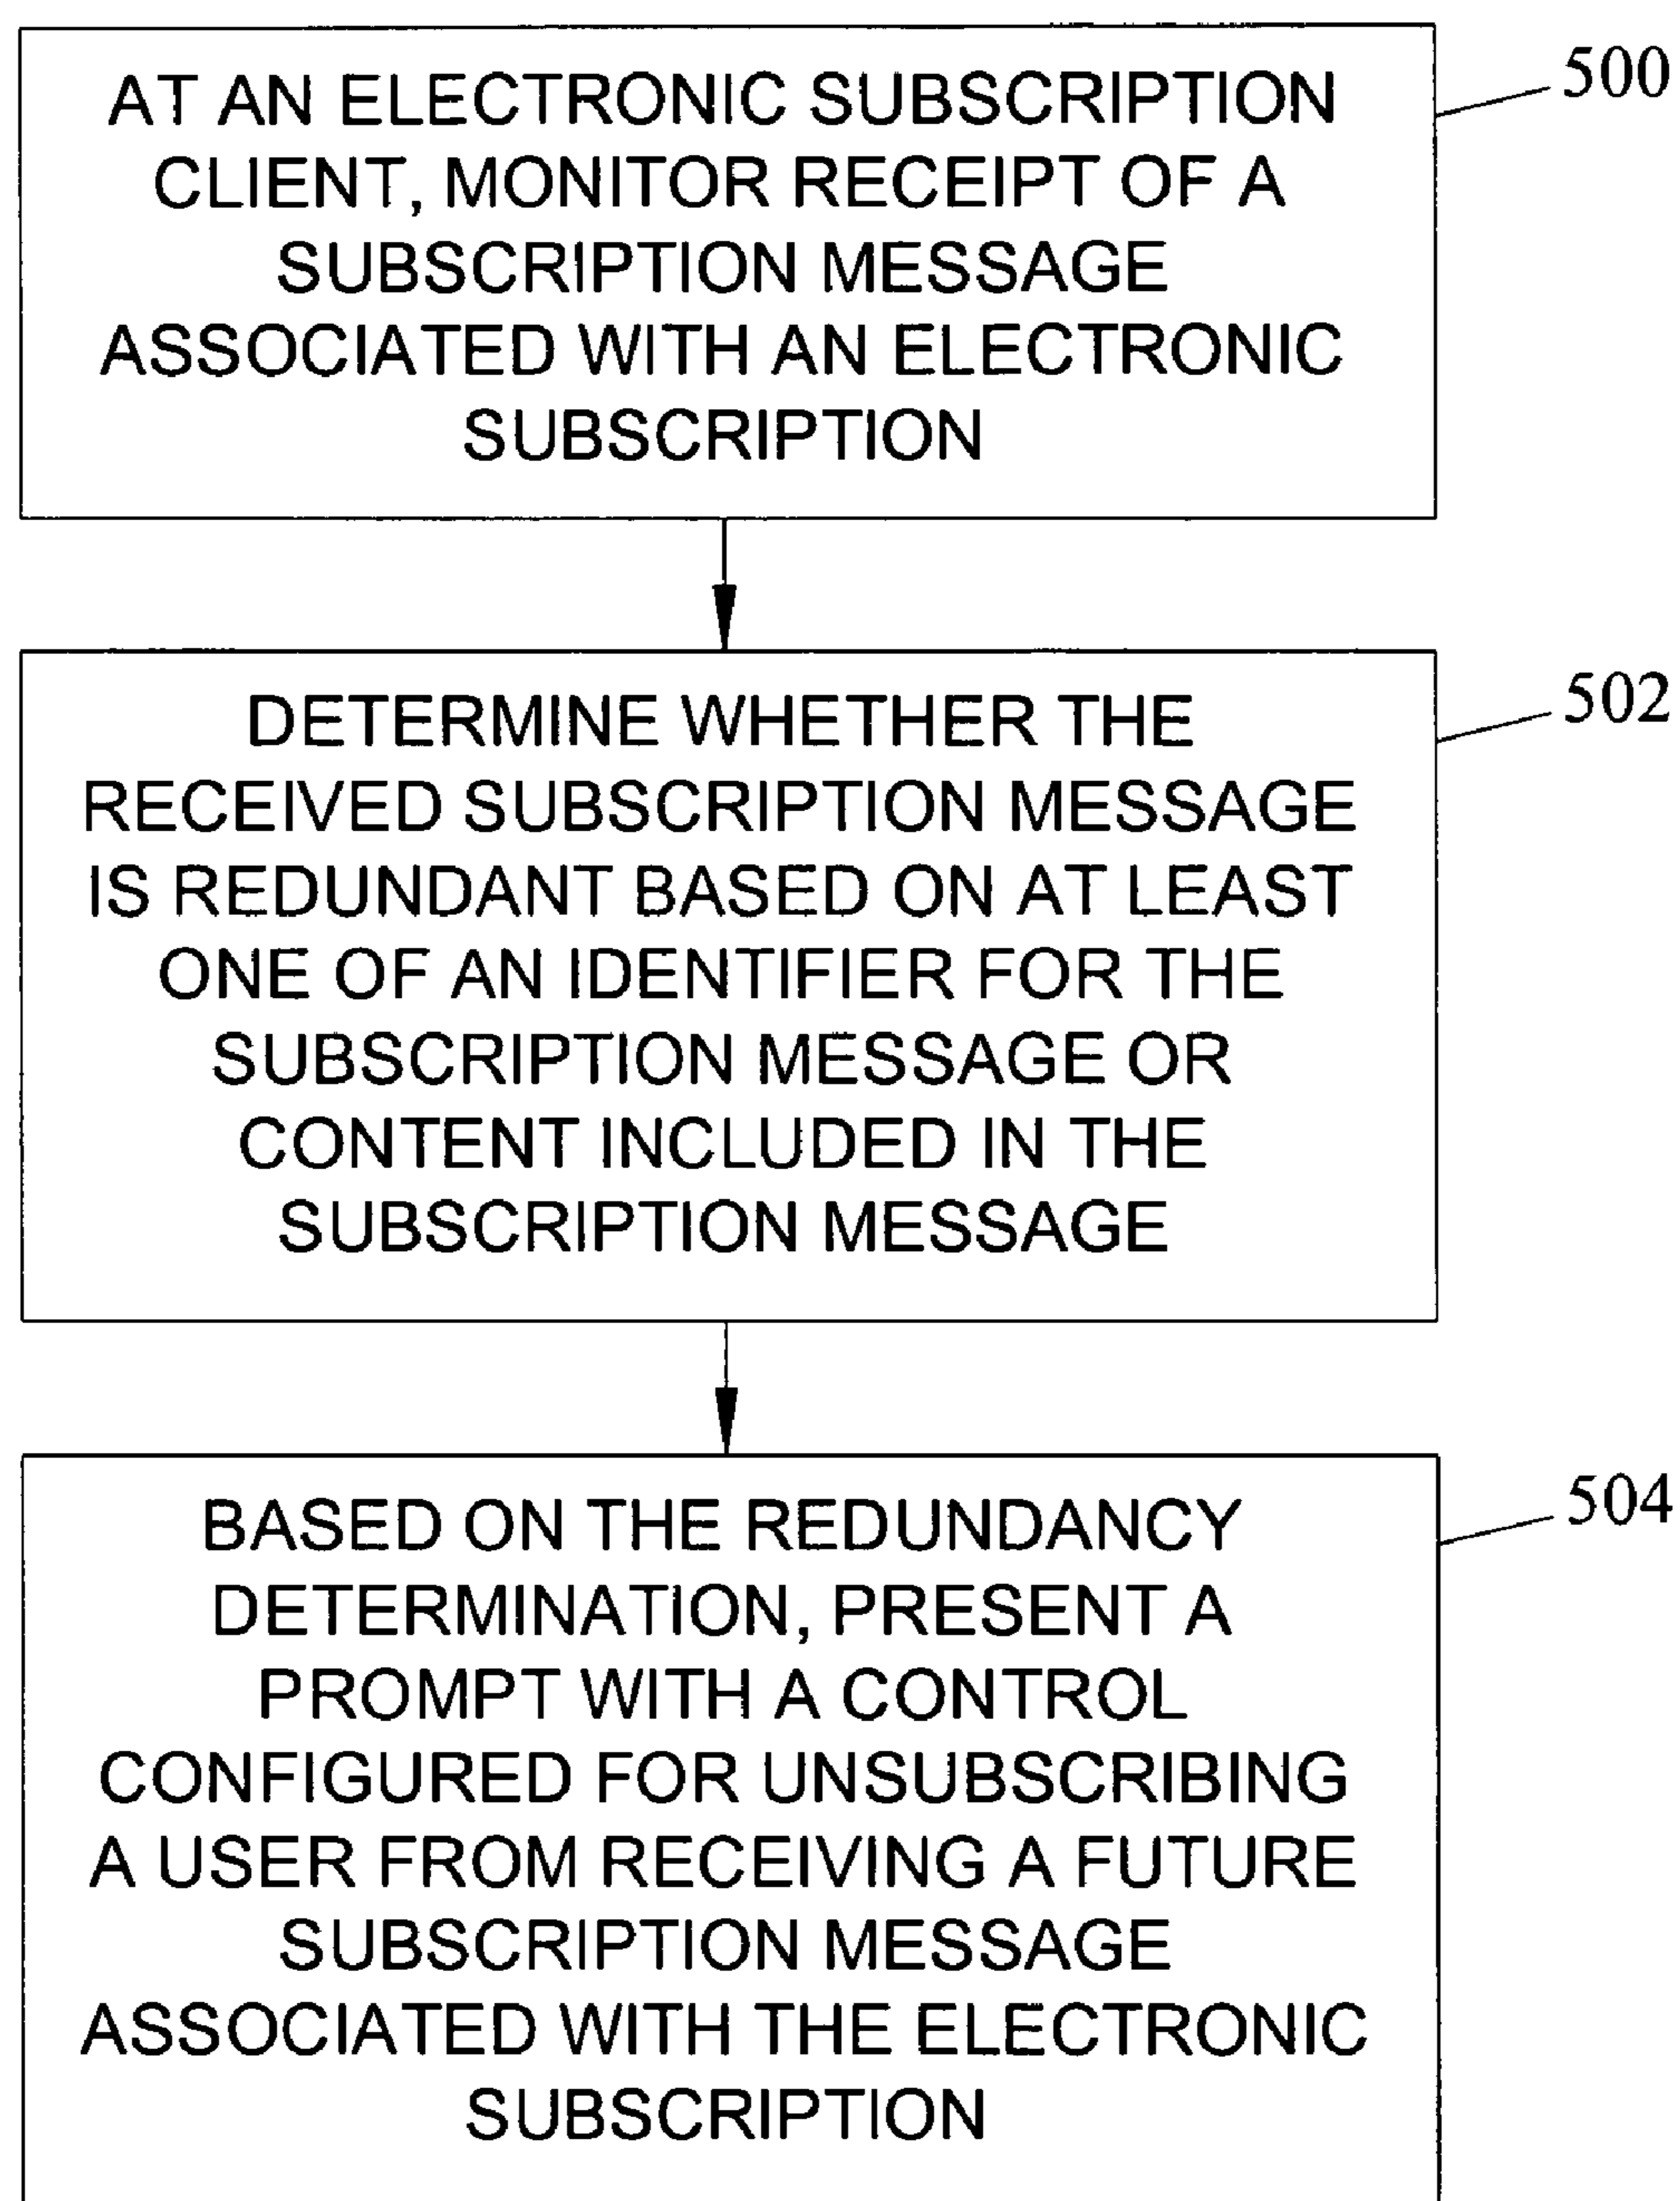 AT AN ELECTRONIC SUBSCRIPTION
CLIENT, MONITOR RECEIPT OF A
SUBSCRIPTION MESSAGE
ASSOCIATED WITH AN ELECTRONIC
SUBSCRIPTION
500
DETERMINE WHETHER THE
RECEIVED SUBSCRIPTION MESSAGE
IS REDUNDANT BASED ON AT LEAST
ONE OF AN IDENTIFIER FOR THE
SUBSCRIPTION MESSAGE OR
CONTENT INCLUDED IN THE
SUBSCRIPTION MESSAGE
502
BASED ON THE REDUNDANCY
DETERMINATION, PRESENT A
PROMPT WITH A CONTROL
CONFIGURED FOR UNSUBSCRIBING
A USER FROM RECEIVING A FUTURE
SUBSCRIPTION MESSAGE
ASSOCIATED WITH THE ELECTRONIC
SUBSCRIPTION
504